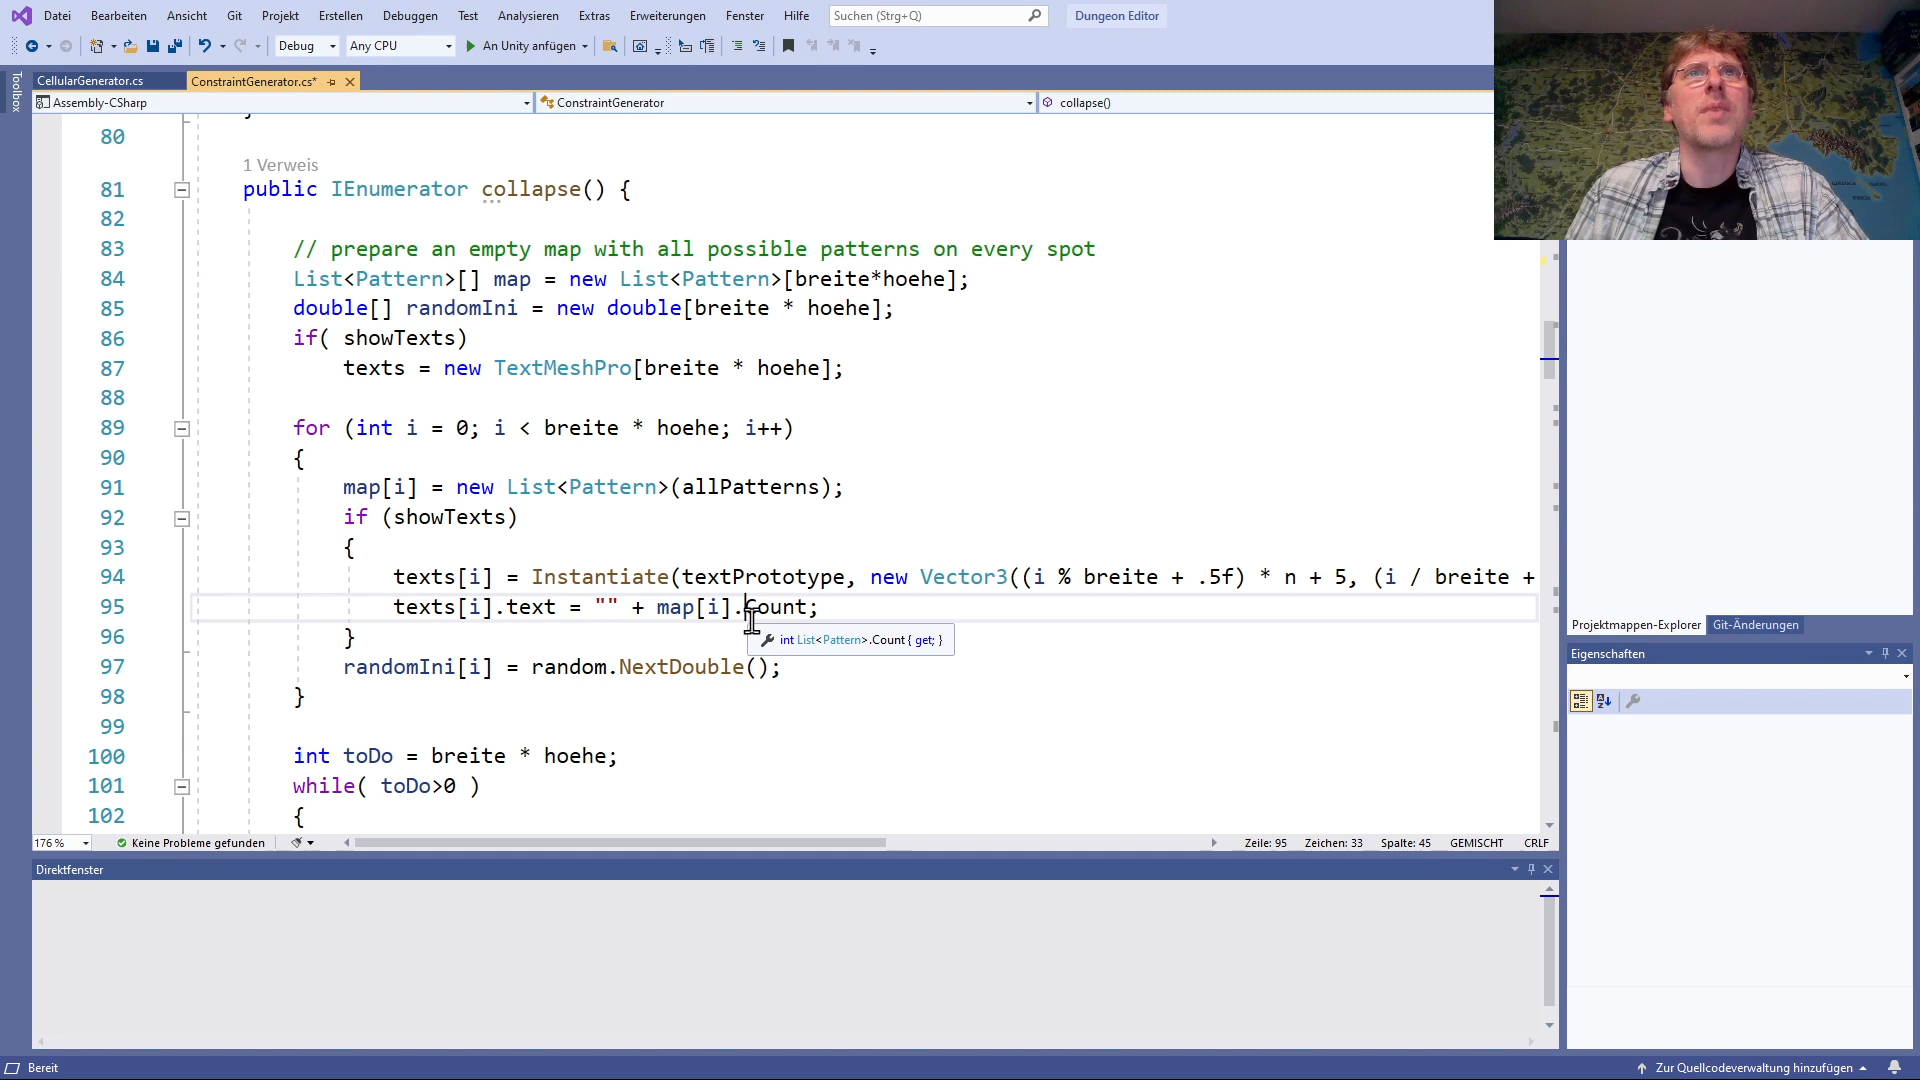 Datei Bearbeiten Ansicht Git Projekt Erstellen Debuggen Test Analysieren Extras Erweiterungen Fenster Hilfe Suchen (Strg+Q) Dungeon Editor
Debug Any CPU An Unity anfügen
Toolbox
CellularGenerator.cs ConstraintGenerator.cs*
Assembly-CSharp ConstraintGenerator collapse()
80
1 Verweis
81 public IEnumerator collapse() {
82
83 // prepare an empty map with all possible patterns on every spot
84 List<Pattern>[] map = new List<Pattern>[breite*hoehe];
85 double[] randomIni = new double[breite * hoehe];
86 if( showTexts)
87 texts = new TextMeshPro[breite * hoehe];
88
89 for (int i = 0; i < breite * hoehe; i++)
90 {
91 map[i] = new List<Pattern>(allPatterns);
92 if (showTexts)
93 {
94 texts[i] = Instantiate(textPrototype, new Vector3((i % breite + .5f) * n + 5, (i / breite +
95 texts[i].text = "" + map[i].Count;
int List<Pattern>.Count { get; }
96 }
97 randomIni[i] = random.NextDouble();
98 }
99
100 int toDo = breite * hoehe;
101 while( toDo>0 )
102 {
176 % Keine Probleme gefunden Zeile: 95 Zeichen: 33 Spalte: 45 GEMISCHT CRLF
Direktfenster
Projektmappen-Explorer Git-Änderungen
Eigenschaften
Bereit Zur Quellcodeverwaltung hinzufügen